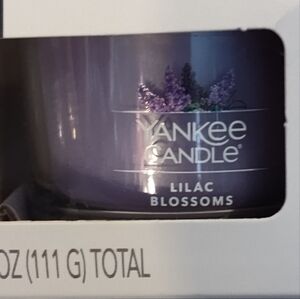 YANKEE
CANDLE®
LILAC
BLOSSOMS
OZ (111 G) TOTAL